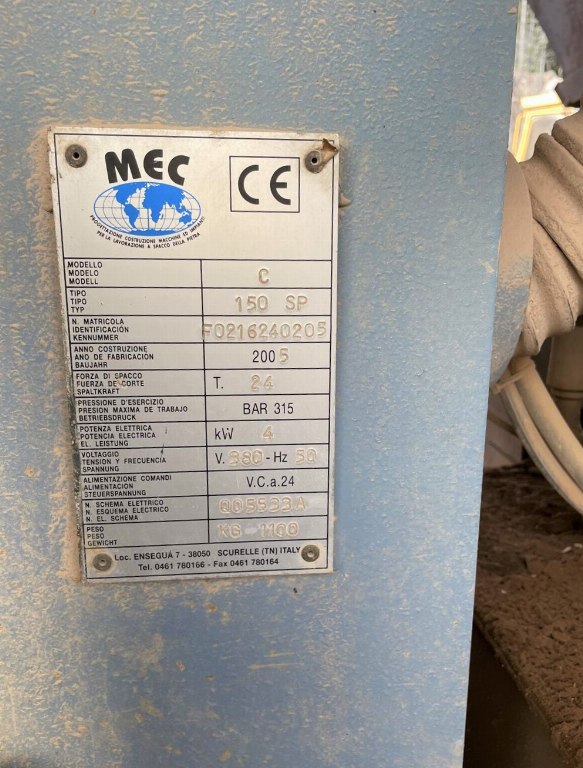 MEC
CE
PROGETTAZIONE COSTRUZIONE MACCHINE ED IMPIANTI
PER LA LAVORAZIONE A SPACCO DELLA PIETRA
MODELLO
MODELO
MODELL
C
TIPO
TIPO
TYP
150 SP
N. MATRICOLA
IDENTIFICACIÓN
KENNUMMER
F0216240205
ANNO COSTRUZIONE
ANO DE FABRICACION
BAUJAHR
2005
FORZA DI SPACCO
FUERZA DE CORTE
SPALTKRAFT
T. 24
PRESSIONE D'ESERCIZIO
PRESION MAXIMA DE TRABAJO
BETRIEBSDRUCK
BAR 315
POTENZA ELETTRICA
POTENCIA ELECTRICA
EL. LEISTUNG
kW 4
VOLTAGGIO
TENSION Y FRECUENCIA
SPANNUNG
V. 380-Hz 50
ALIMENTAZIONE COMANDI
ALIMENTACION
STEUERSPANNUNG
V.C.a.24
N. SCHEMA ELETTRICO
N. ESQUEMA ELECTRICO
N. EL. SCHEMA
Q05533A
PESO
PESO
GEWICHT
KG 1100
Loc. ENSEGUA 7 - 38050 SCURELLE (TN) ITALY
Tel. 0461 780166 - Fax 0461 780164